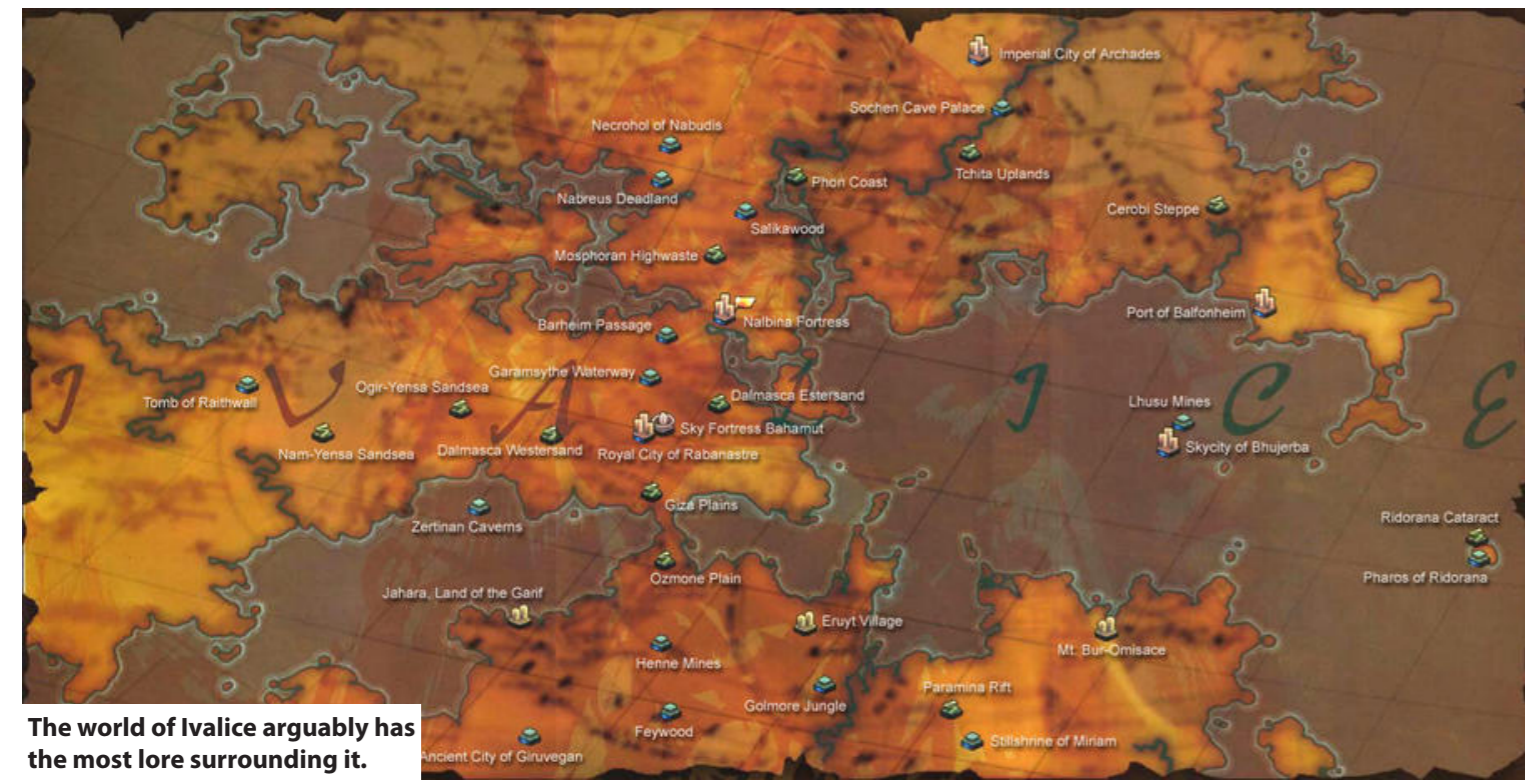 Imperial City of Archades
Sochen Cave Palace
Necrohol of Nabudis
Tchita Uplands
Phon Coast
Nabreus Deadland
Cerobi Steppe
Salikawood
Mosphoran Highwaste
Port of Balfonheim
Nalbina Fortress
Barheim Passage
Garamsythe Waterway
Ogir-Yensa Sandsea
Dalmasca Estersand
Tomb of Raithwall
Lhusu Mines
I V A L I C E
Sky Fortress Bahamut
Skycity of Bhujerba
Nam-Yensa Sandsea
Dalmasca Westersand
Royal City of Rabanastre
Giza Plains
Ridorana Cataract
Zertinan Caverns
Pharos of Ridorana
Ozmone Plain
Jahara, Land of the Garif
Eruyt Village
Mt. Bur-Omisace
Henne Mines
Paramina Rift
Golmore Jungle
Feywood
Stillshrine of Miriam
Ancient City of Giruvegan
The world of Ivalice arguably has
the most lore surrounding it.